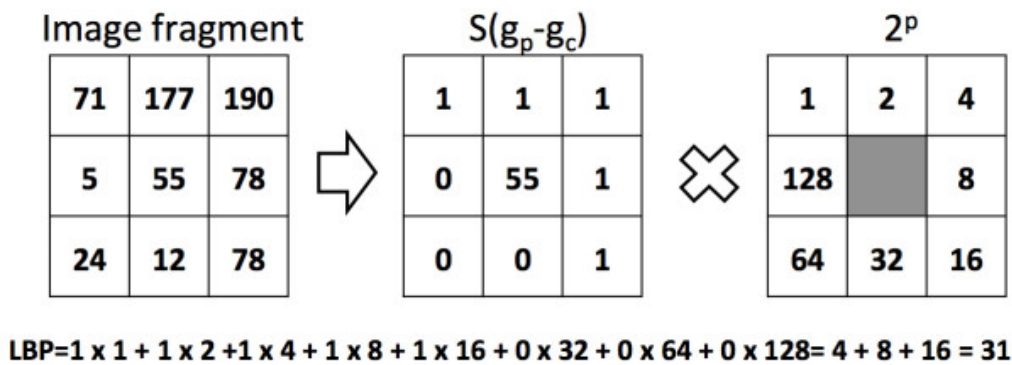 Image fragment S(gp-gc) 2ᵖ
71 177 190 1 1 1 1 2 4
5 55 78 0 55 1 128 8
24 12 78 0 0 1 64 32 16
LBP=1 x 1 + 1 x 2 +1 x 4 + 1 x 8 + 1 x 16 + 0 x 32 + 0 x 64 + 0 x 128= 4 + 8 + 16 = 31